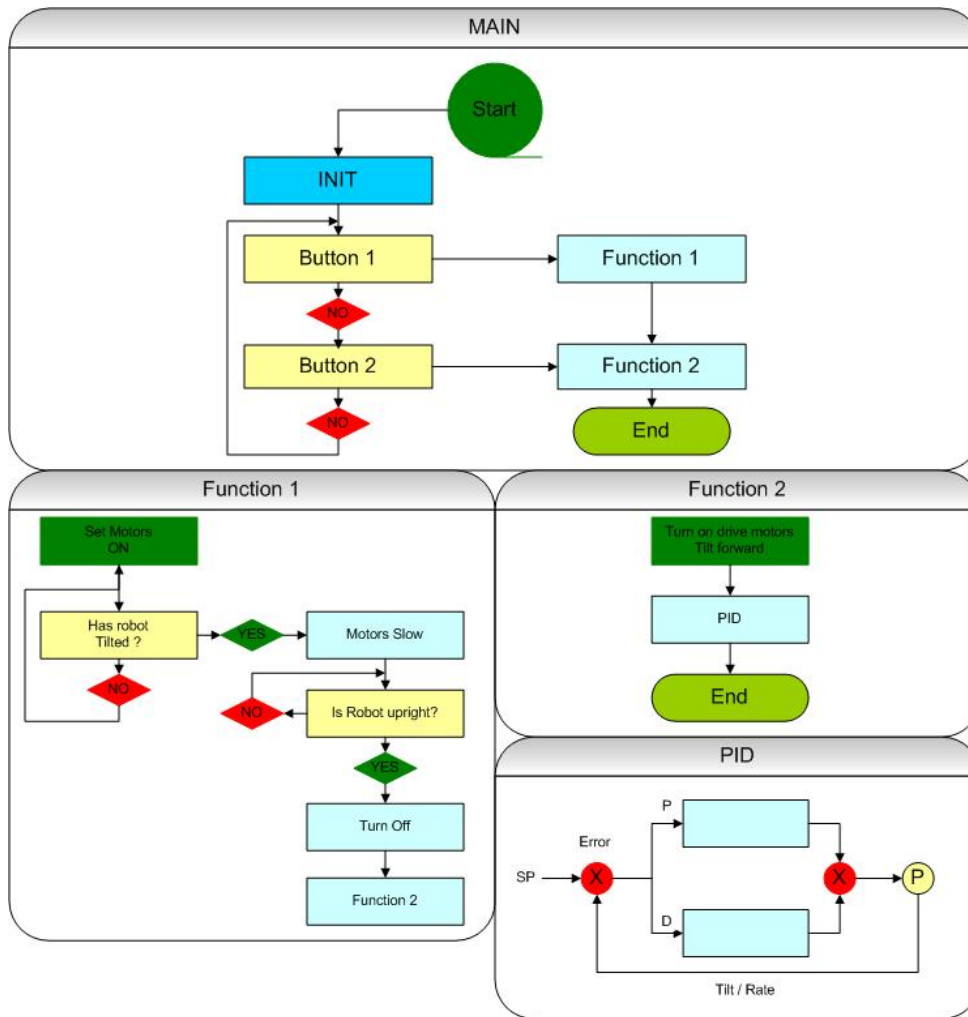 MAIN
Start
INIT
Button 1
Function 1
NO
Button 2
Function 2
NO
End
Function 1
Set Motors
ON
Has robot
Tilted ?
YES
Motors Slow
NO
NO
Is Robot upright?
YES
Turn Off
Function 2
Function 2
Turn on drive motors
Tilt forward
PID
End
PID
P
Error
SP
X
X
P
D
Tilt / Rate